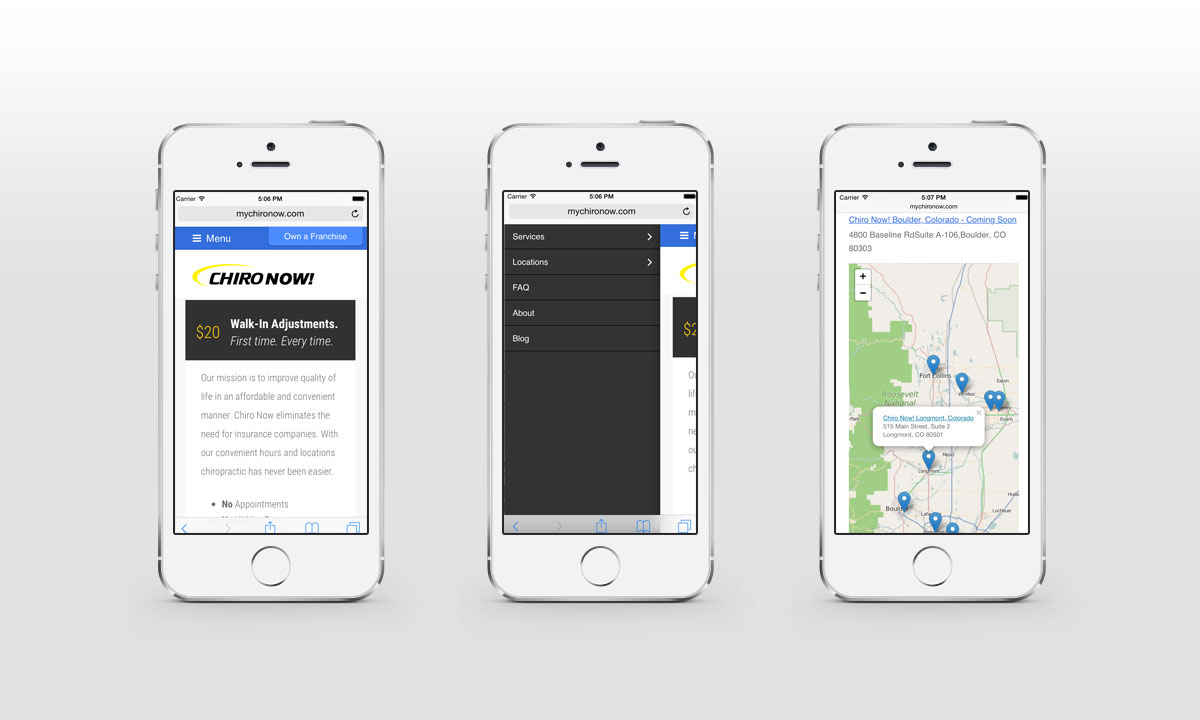 Carrier 5:06 PM
mychironow.com
Menu Own a Franchise
CHIRO NOW!
$20 Walk-In Adjustments.
First time. Every time.
Our mission is to improve quality of
life in an affordable and convenient
manner. Chiro Now eliminates the
need for insurance companies. With
our convenient hours and locations
chiropractic has never been easier.
• No Appointments
Carrier 5:06 PM
mychironow.com
Services
Locations
FAQ
About
Blog
Carrier 5:07 PM
mychironow.com
Chiro Now! Boulder, Colorado - Coming Soon
4800 Baseline RdSuite A-106,Boulder, CO
80303
+
−
Fort Collins
Eaton
Roosevelt
National
Evans
Chiro Now! Longmont, Colorado
515 Main Street, Suite 2
Longmont, CO 80501
×
Mead
Longmont
Boulder
Lochbuie